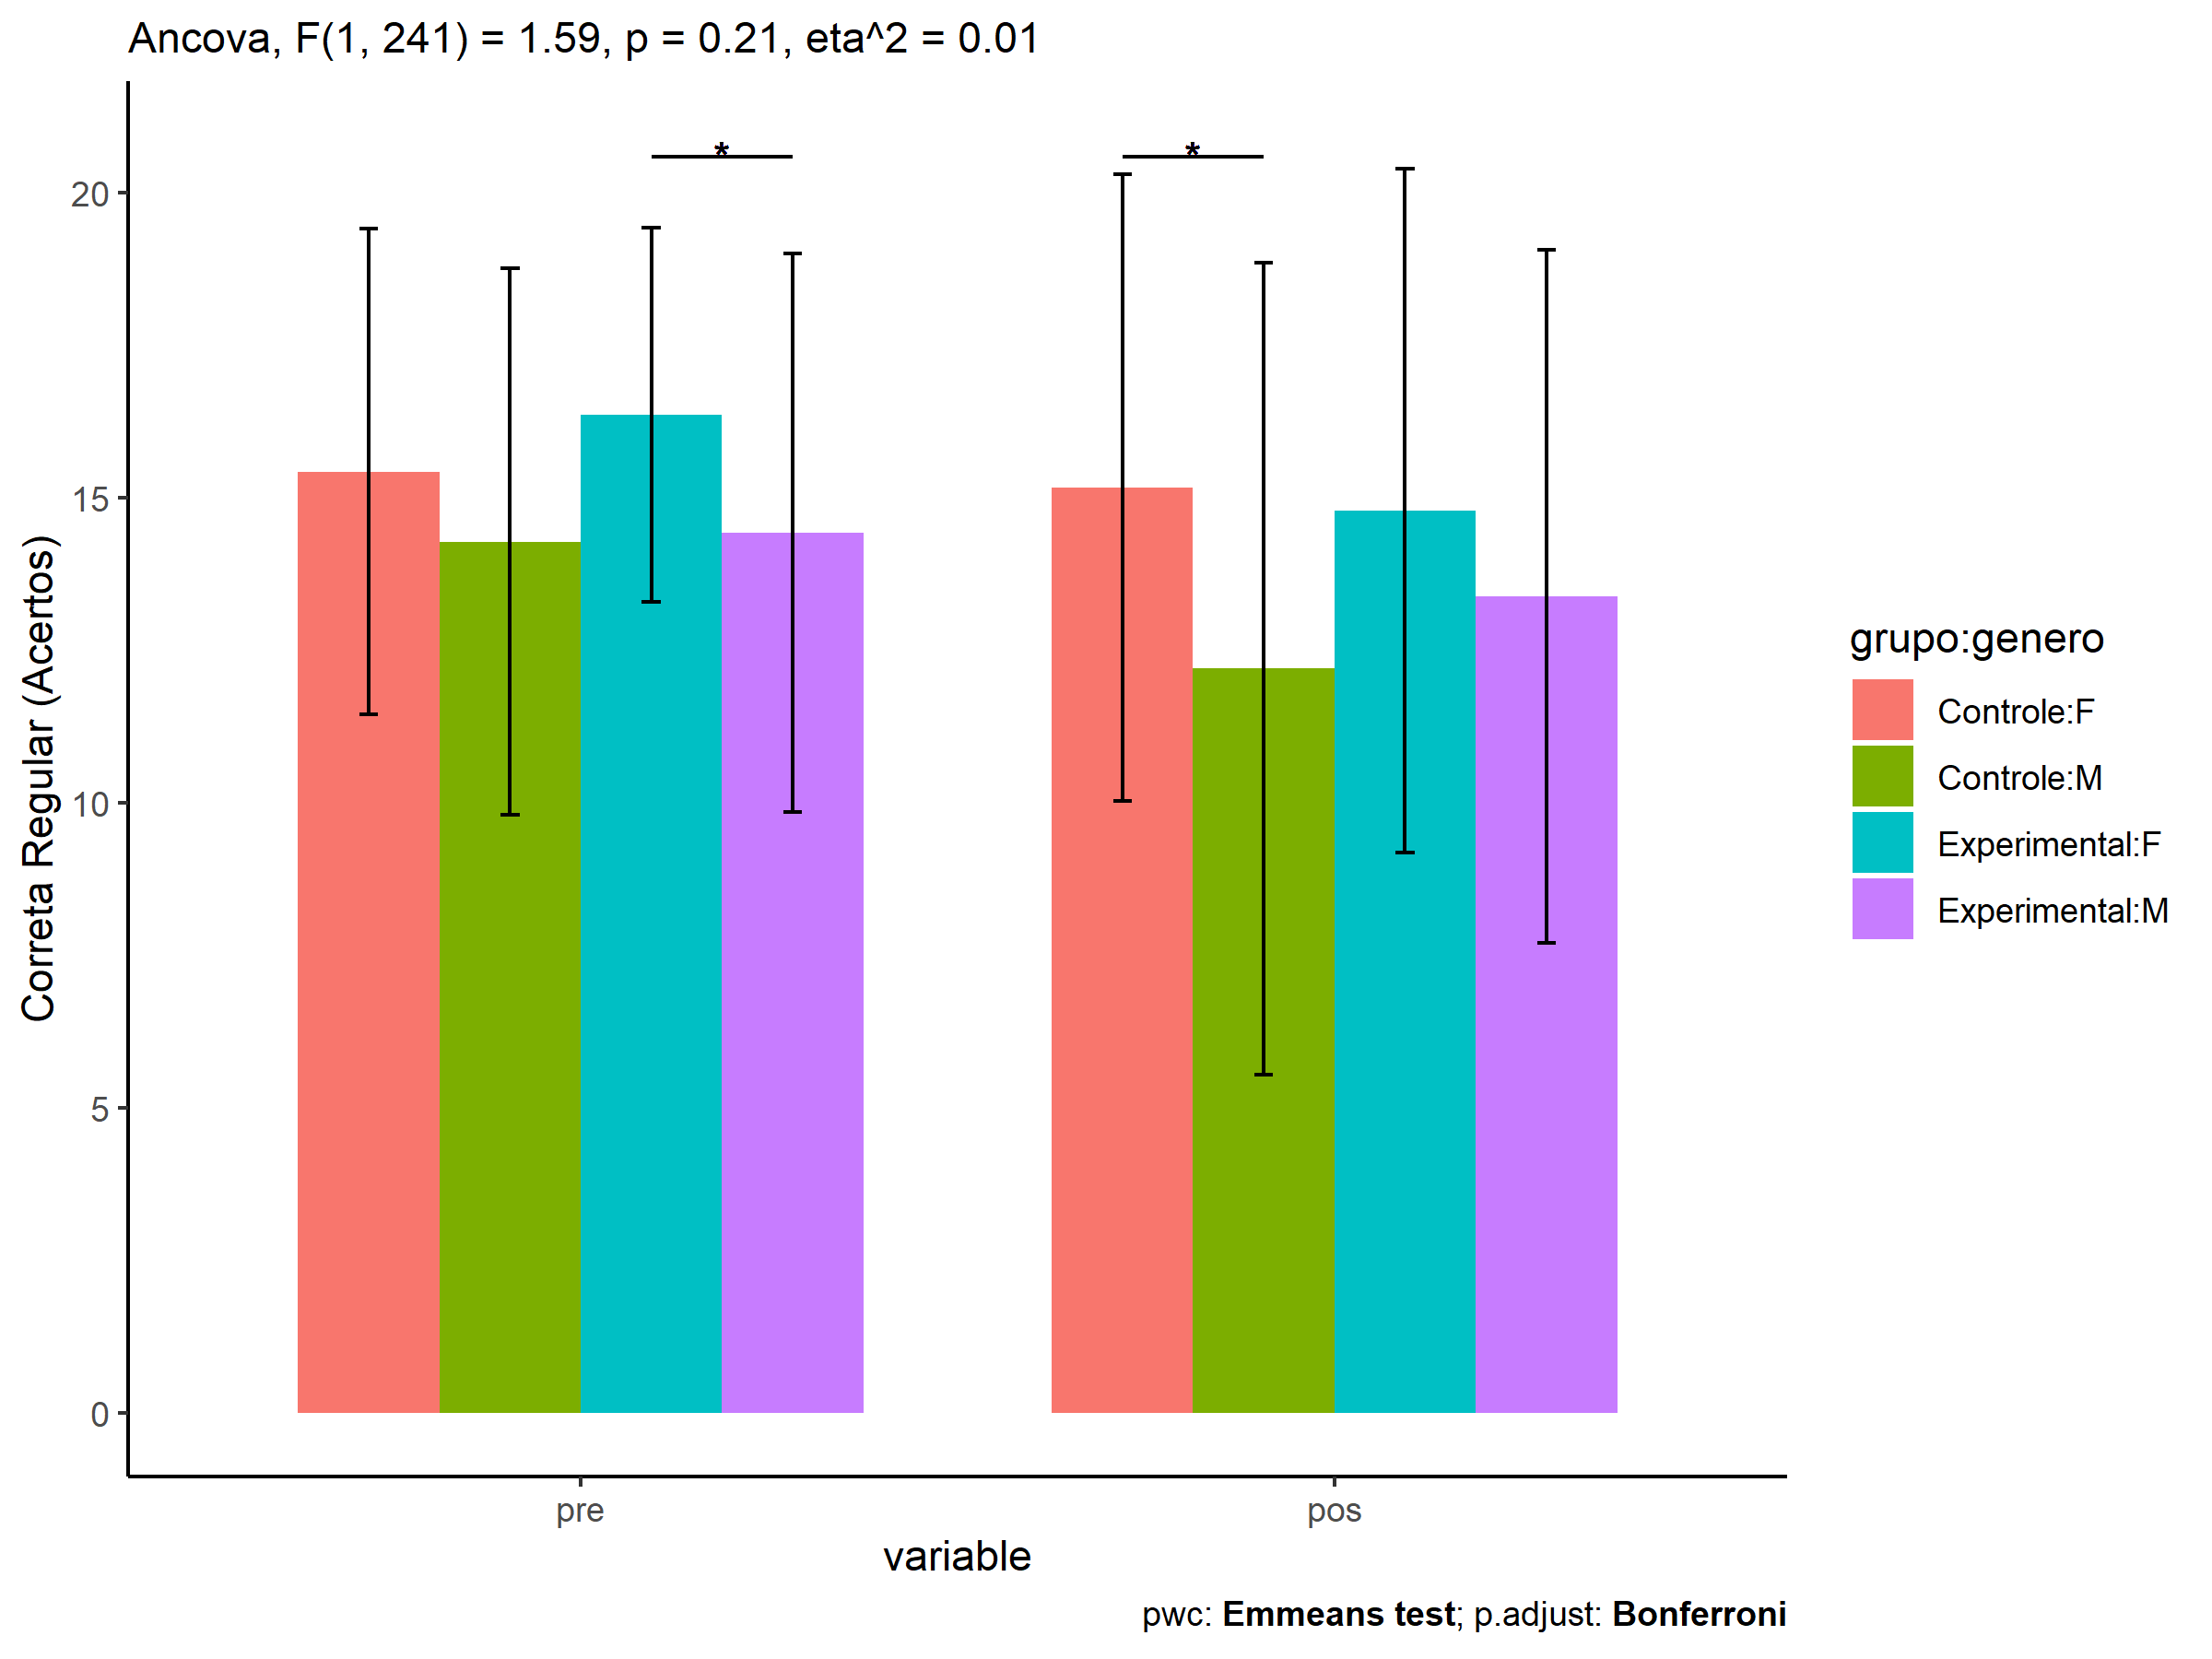 Ancova, F(1, 241) = 1.59, p = 0.21, eta^2 = 0.01
*
*
20
15
10
5
0
Correta Regular (Acertos)
pre
pos
variable
grupo:genero
Controle:F
Controle:M
Experimental:F
Experimental:M
pwc: Emmeans test; p.adjust: Bonferroni